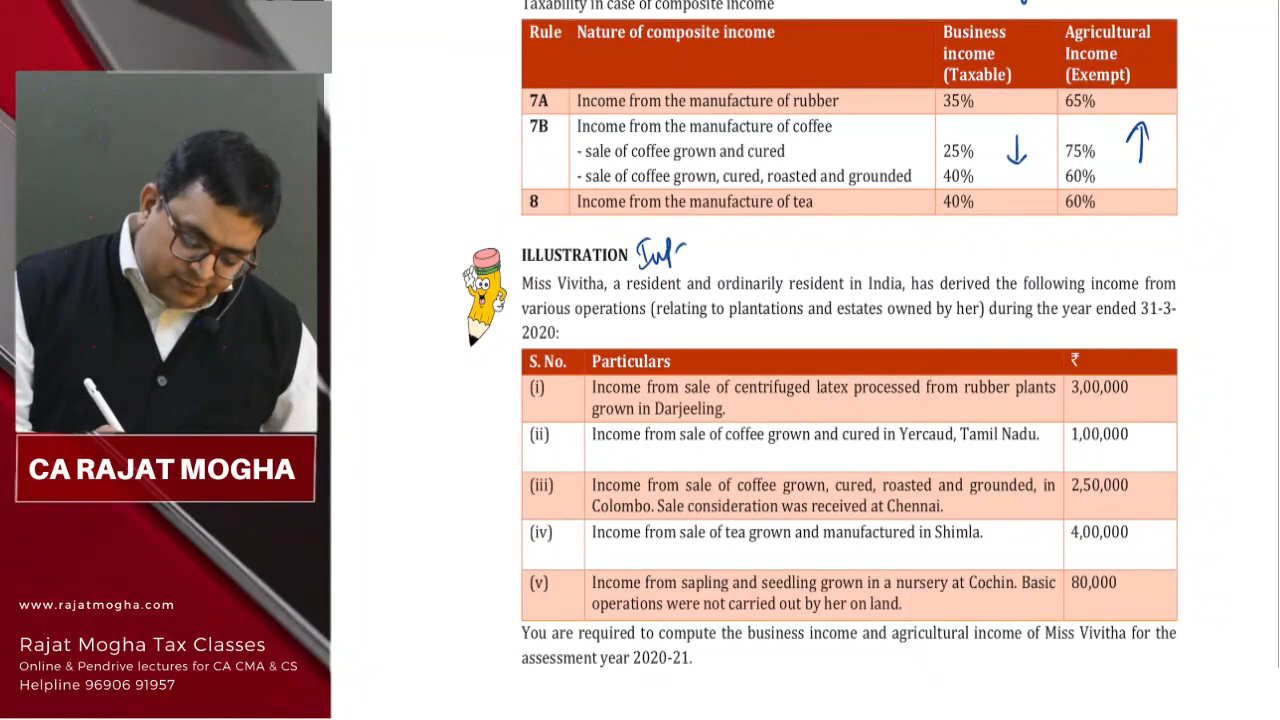 Taxability in case of composite income
Rule Nature of composite income Business income (Taxable) Agricultural Income (Exempt)
7A Income from the manufacture of rubber 35% 65%
7B Income from the manufacture of coffee
- sale of coffee grown and cured 25% 75%
- sale of coffee grown, cured, roasted and grounded 40% 60%
8 Income from the manufacture of tea 40% 60%
ILLUSTRATION
Miss Vivitha, a resident and ordinarily resident in India, has derived the following income from
various operations (relating to plantations and estates owned by her) during the year ended 31-3-
2020:
S. No. Particulars ₹
(i) Income from sale of centrifuged latex processed from rubber plants 3,00,000
grown in Darjeeling.
(ii) Income from sale of coffee grown and cured in Yercaud, Tamil Nadu. 1,00,000
(iii) Income from sale of coffee grown, cured, roasted and grounded, in 2,50,000
Colombo. Sale consideration was received at Chennai.
(iv) Income from sale of tea grown and manufactured in Shimla. 4,00,000
(v) Income from sapling and seedling grown in a nursery at Cochin. Basic 80,000
operations were not carried out by her on land.
You are required to compute the business income and agricultural income of Miss Vivitha for the
assessment year 2020-21.
CA RAJAT MOGHA
www.rajatmogha.com
Rajat Mogha Tax Classes
Online & Pendrive lectures for CA CMA & CS
Helpline 96906 91957